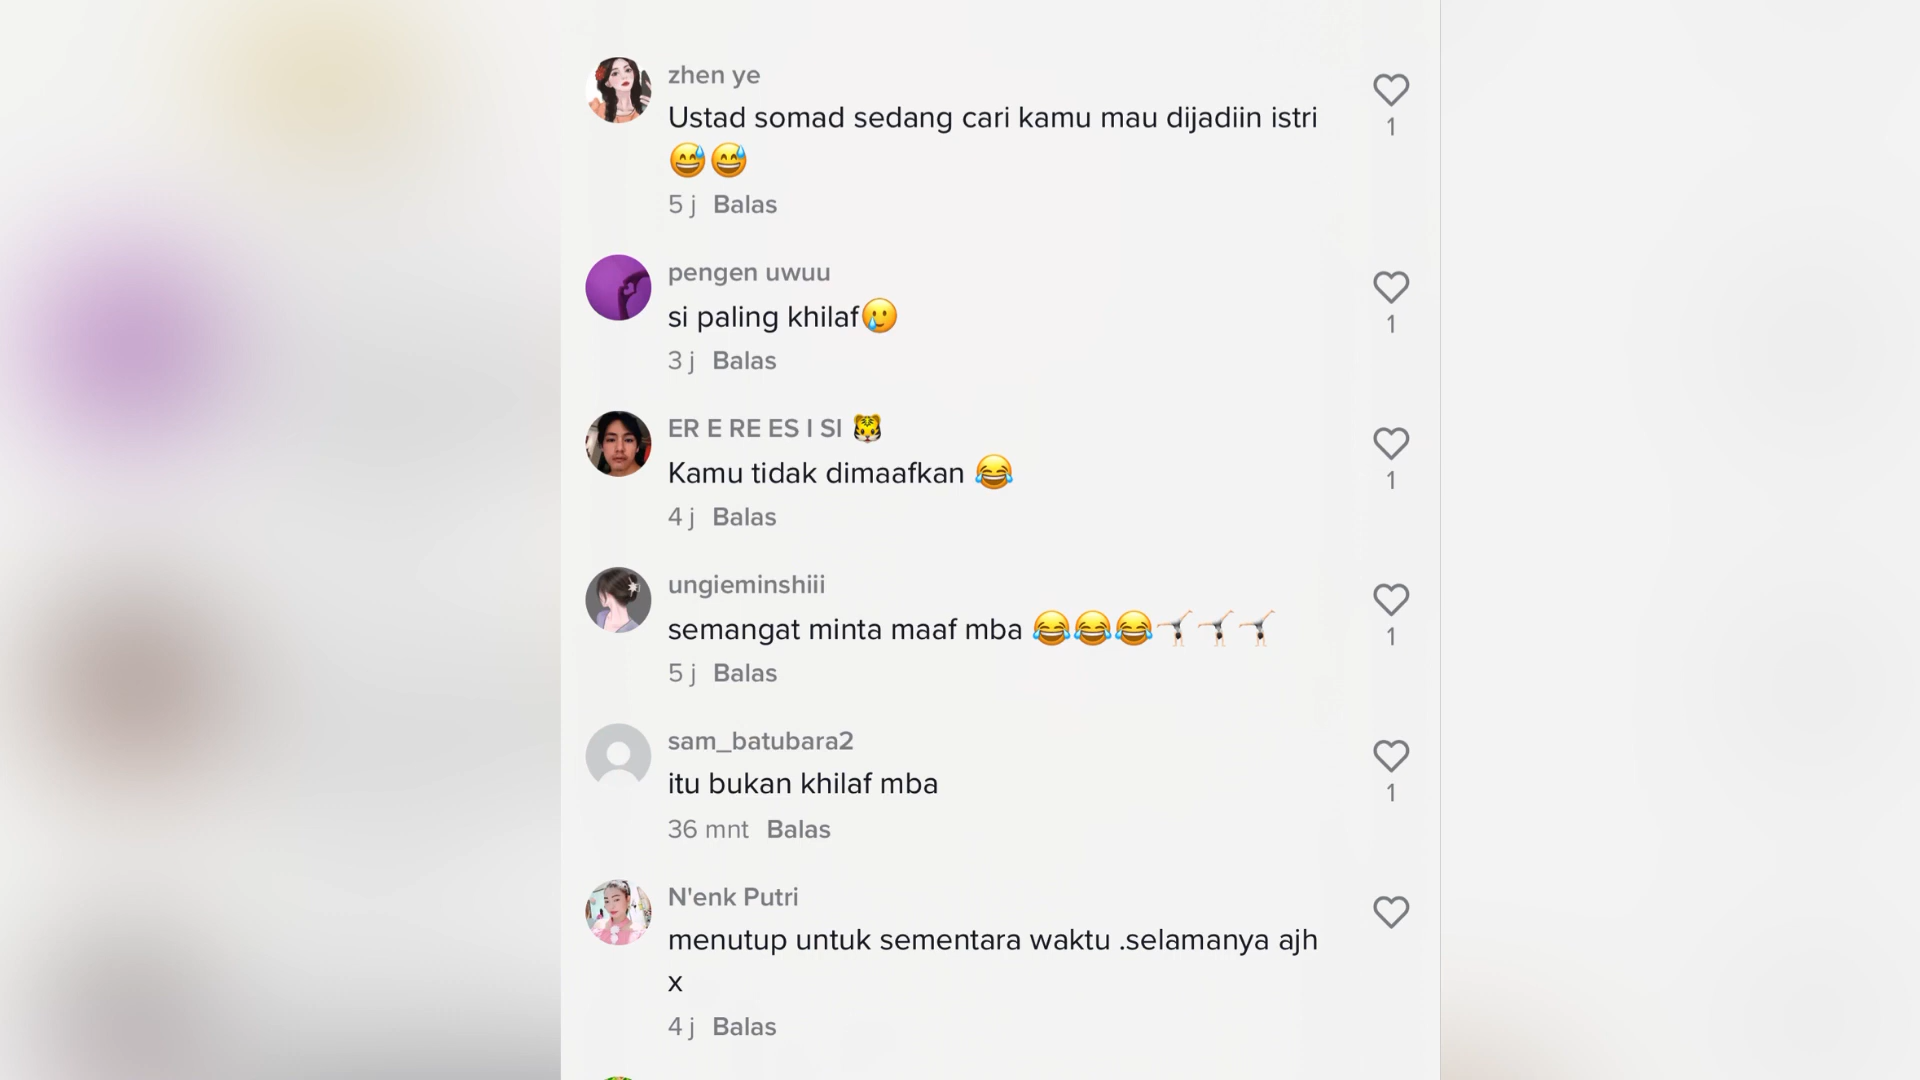 zhen ye
Ustad somad sedang cari kamu mau dijadiin istri
😅😅
1
5 j Balas
pengen uwuu
si paling khilaf🥲
1
3 j Balas
ER E RE ES I SI 🐯
Kamu tidak dimaafkan 😂
1
4 j Balas
ungieminshiii
semangat minta maaf mba 😂😂😂🤸🏻‍♀️🤸🏻‍♀️🤸🏻‍♀️
1
5 j Balas
sam_batubara2
itu bukan khilaf mba
1
36 mnt Balas
N'enk Putri
menutup untuk sementara waktu .selamanya ajh
x
4 j Balas